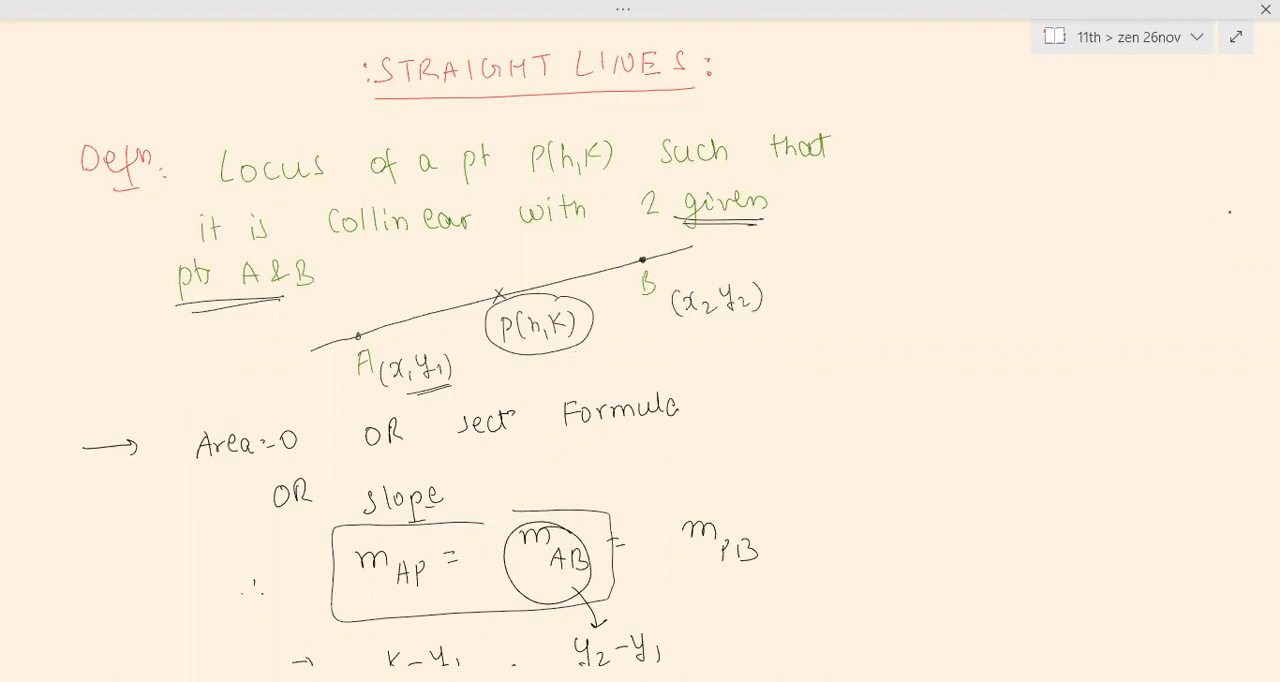 ...
11th > zen 26nov
:STRAIGHT LINES:
Defn: Locus of a pt P(h,K) such that
it is Collinear with 2 given
pts A & B
B (x2 y2)
P(h,K)
A (x, y1)
→ Area=0 OR sectn Formula
OR slope
∴ mAP = mAB = mPB
→ K-y1 y2-y1